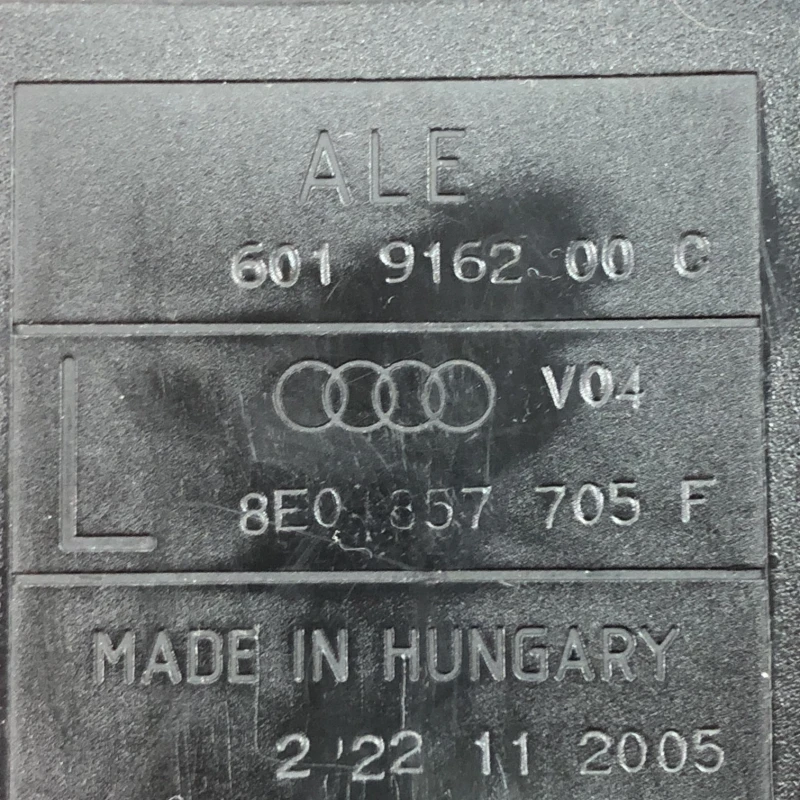 ALE
601 9162 00 C
L
V04
8E0 857 705 F
MADE IN HUNGARY
2 22 11 2005